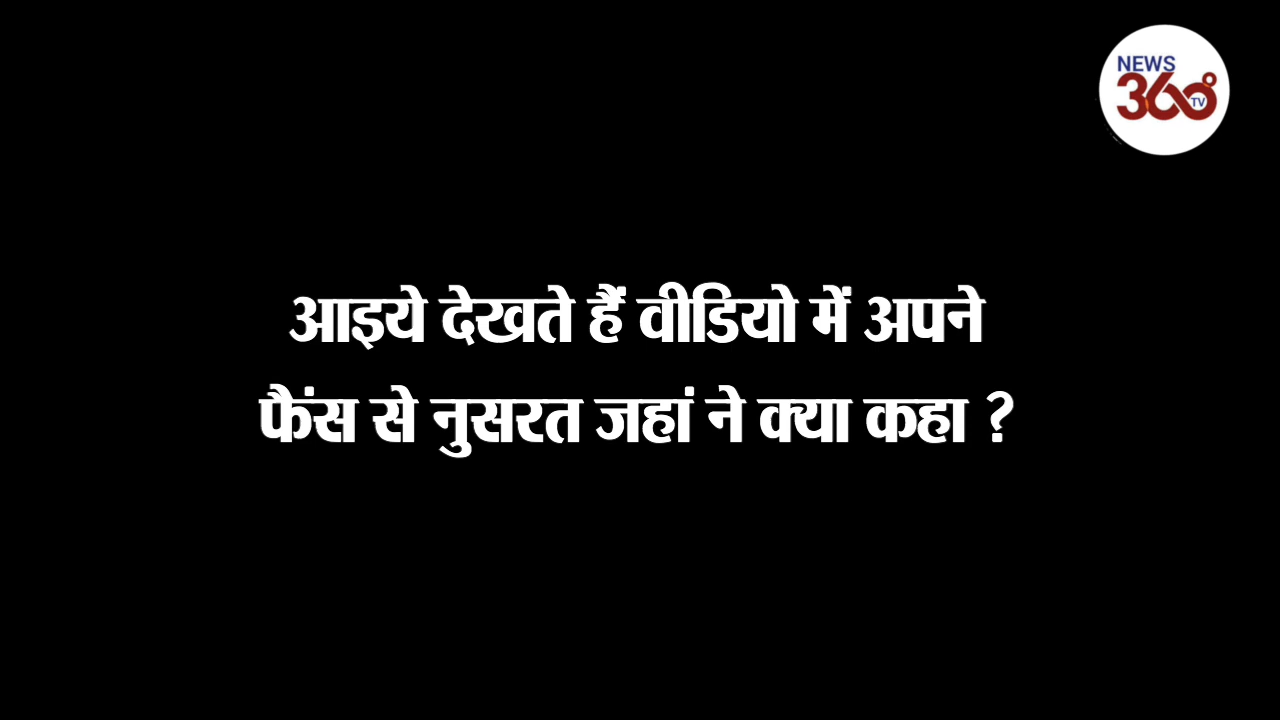 NEWS
360°
TV
आइये देखते हैं वीडियो में अपने
फैंस से नुसरत जहां ने क्या कहा ?